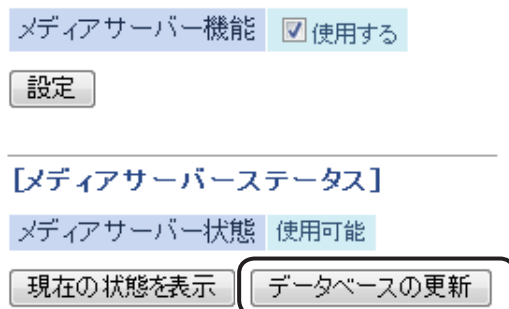 メディアサーバー機能 使用する
設定
[メディアサーバーステータス]
メディアサーバー状態 使用可能
現在の状態を表示 データベースの更新